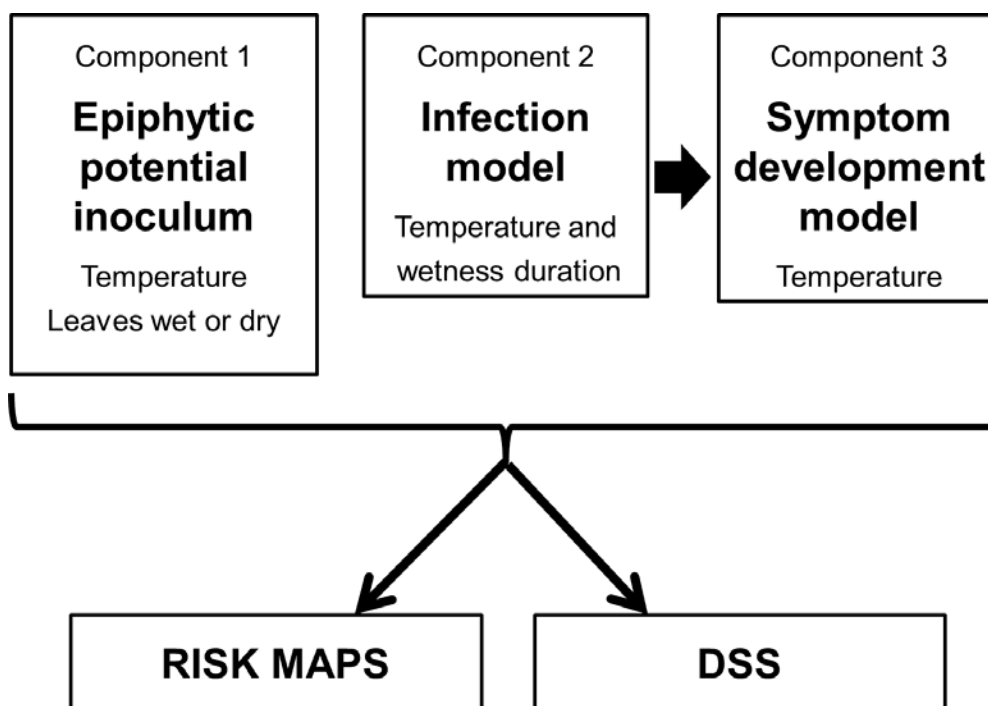 Component 1
Epiphytic
potential
inoculum
Temperature
Leaves wet or dry
Component 2
Infection
model
Temperature and
wetness duration
Component 3
Symptom
development
model
Temperature
RISK MAPS
DSS